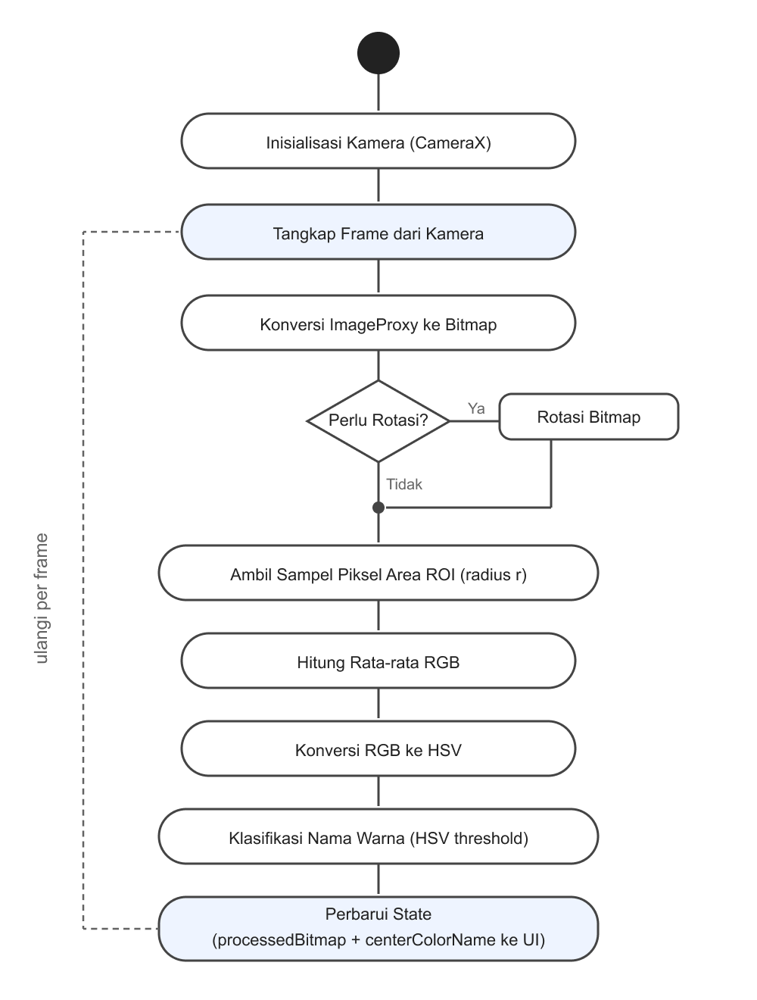 Inisialisasi Kamera (CameraX)
Tangkap Frame dari Kamera
Konversi ImageProxy ke Bitmap
Perlu Rotasi?
Ya
Rotasi Bitmap
Tidak
Ambil Sampel Piksel Area ROI (radius r)
Hitung Rata-rata RGB
Konversi RGB ke HSV
Klasifikasi Nama Warna (HSV threshold)
Perbarui State
(processedBitmap + centerColorName ke UI)
ulangi per frame